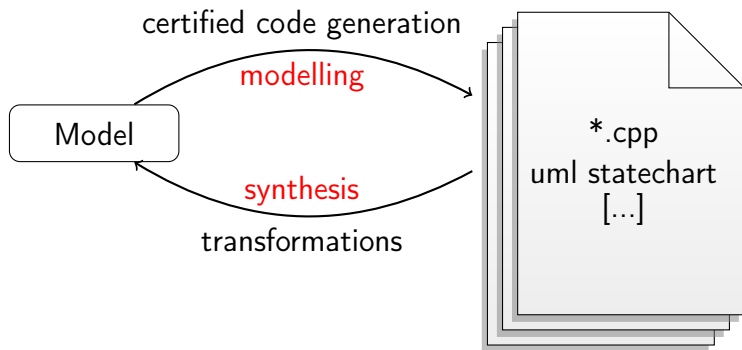 certified code generation
modelling
Model
synthesis
transformations
*.cpp
uml statechart
[...]